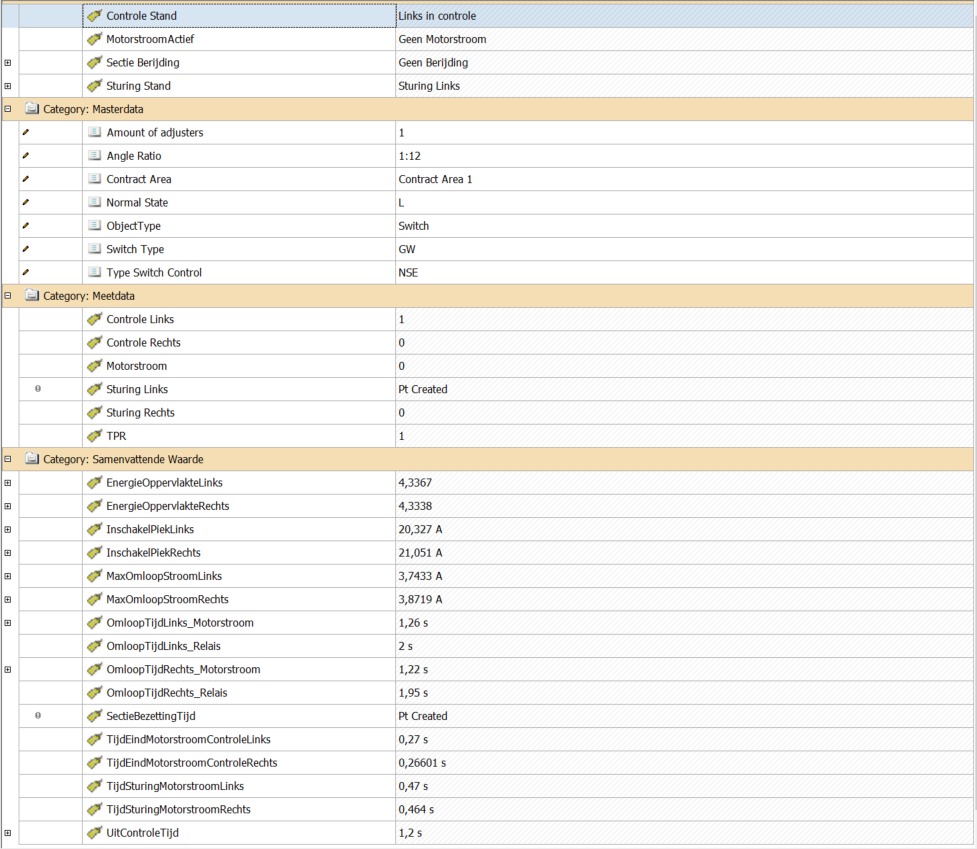 Controle Stand Links in controle
MotorstroomActief Geen Motorstroom
Sectie Berijding Geen Berijding
Sturing Stand Sturing Links
Category: Masterdata
Amount of adjusters 1
Angle Ratio 1:12
Contract Area Contract Area 1
Normal State L
ObjectType Switch
Switch Type GW
Type Switch Control NSE
Category: Meetdata
Controle Links 1
Controle Rechts 0
Motorstroom 0
Sturing Links Pt Created
Sturing Rechts 0
TPR 1
Category: Samenvattende Waarde
EnergieOppervlakteLinks 4,3367
EnergieOppervlakteRechts 4,3338
InschakelPiekLinks 20,327 A
InschakelPiekRechts 21,051 A
MaxOmloopStroomLinks 3,7433 A
MaxOmloopStroomRechts 3,8719 A
OmloopTijdLinks_Motorstroom 1,26 s
OmloopTijdLinks_Relais 2 s
OmloopTijdRechts_Motorstroom 1,22 s
OmloopTijdRechts_Relais 1,95 s
SectieBezettingTijd Pt Created
TijdEindMotorstroomControleLinks 0,27 s
TijdEindMotorstroomControleRechts 0,26601 s
TijdSturingMotorstroomLinks 0,47 s
TijdSturingMotorstroomRechts 0,464 s
UitControleTijd 1,2 s